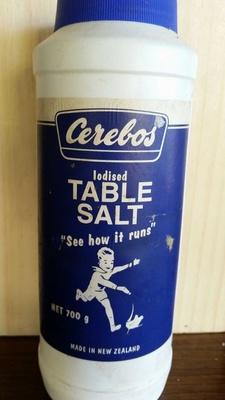 Cerebos
Iodised
TABLE
SALT
"See how it runs"
NET 700 g
MADE IN NEW ZEALAND